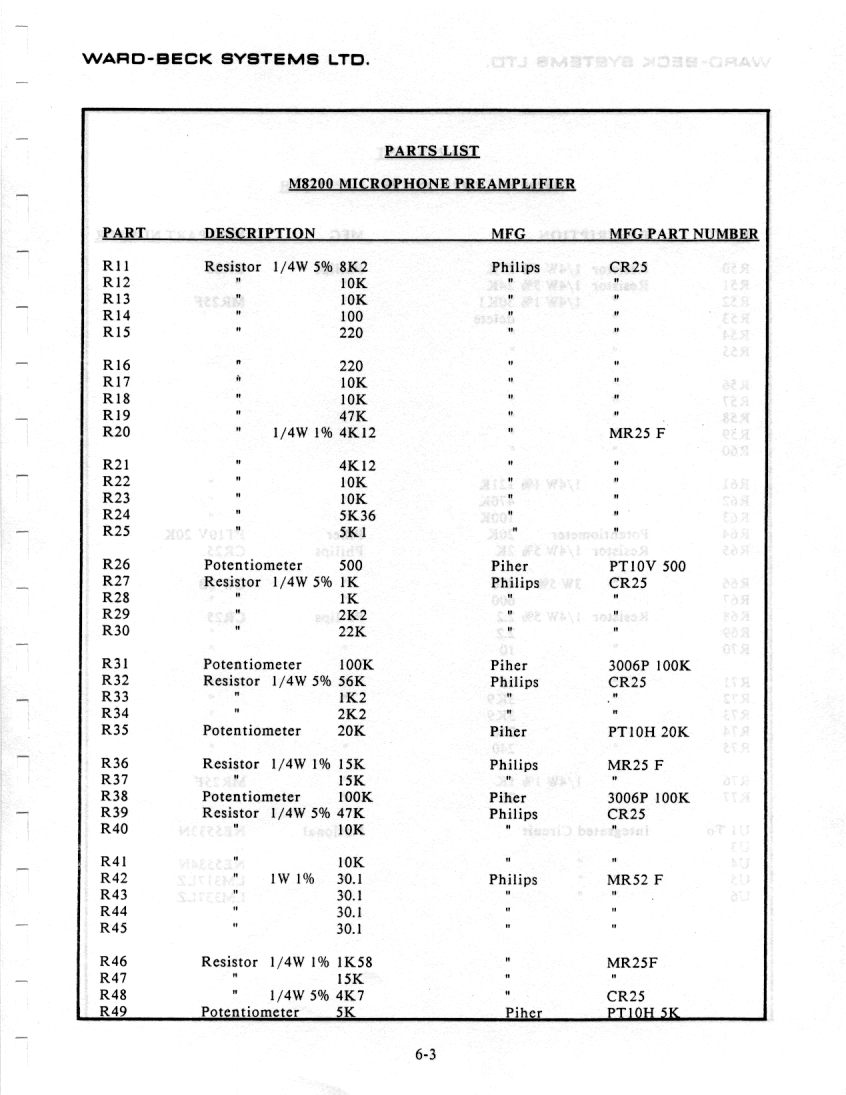 WARD-BECK SYSTEMS LTD.
PARTS LIST
M8200 MICROPHONE PREAMPLIFIER
PART DESCRIPTION MFG MFG PART NUMBER
R11 Resistor 1/4W 5% 8K2 Philips CR25
R12 " 10K " "
R13 " 10K " "
R14 " 100 " "
R15 " 220 " "
R16 " 220 " "
R17 " 10K " "
R18 " 10K " "
R19 " 47K " "
R20 " 1/4W 1% 4K12 " MR25 F
R21 " 4K12 " "
R22 " 10K " "
R23 " 10K " "
R24 " 5K36 " "
R25 " 5K1 " "
R26 Potentiometer 500 Piher PT10V 500
R27 Resistor 1/4W 5% 1K Philips CR25
R28 " 1K " "
R29 " 2K2 " "
R30 " 22K " "
R31 Potentiometer 100K Piher 3006P 100K
R32 Resistor 1/4W 5% 56K Philips CR25
R33 " 1K2 " "
R34 " 2K2 " "
R35 Potentiometer 20K Piher PT10H 20K
R36 Resistor 1/4W 1% 15K Philips MR25 F
R37 " 15K " "
R38 Potentiometer 100K Piher 3006P 100K
R39 Resistor 1/4W 5% 47K Philips CR25
R40 " 10K " "
R41 " 10K " "
R42 " 1W 1% 30.1 Philips MR52 F
R43 " 30.1 " "
R44 " 30.1 " "
R45 " 30.1 " "
R46 Resistor 1/4W 1% 1K58 " MR25F
R47 " 15K " "
R48 " 1/4W 5% 4K7 " CR25
R49 Potentiometer 5K Piher PT10H 5K
6-3